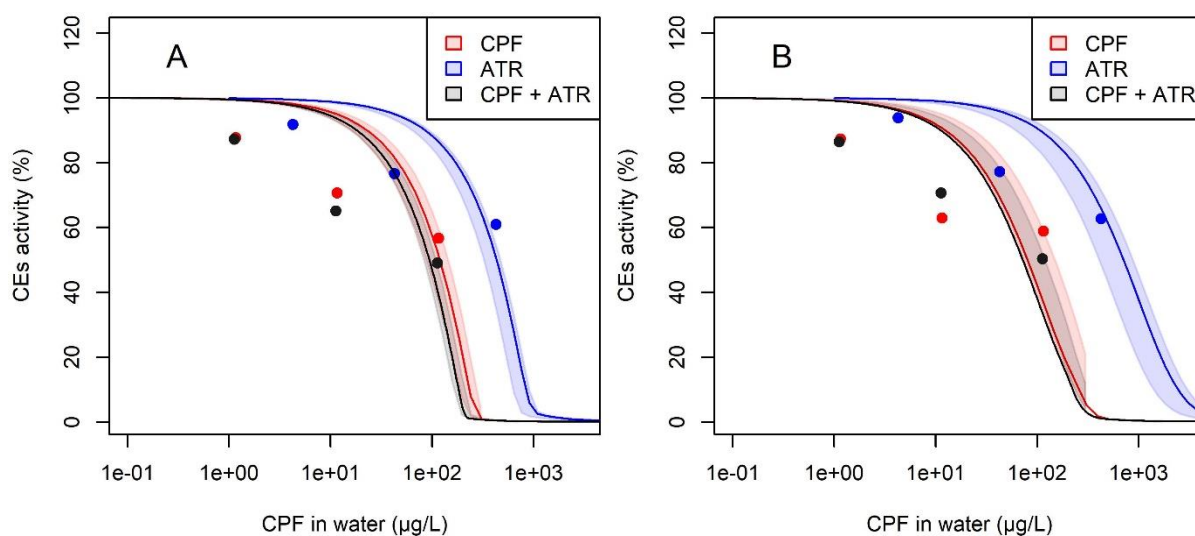 A
CPF
ATR
CPF + ATR
120
100
80
60
40
20
0
CEs activity (%)
1e-01
1e+00
1e+01
1e+02
1e+03
CPF in water (µg/L)
B
CPF
ATR
CPF + ATR
120
100
80
60
40
20
0
CEs activity (%)
1e-01
1e+00
1e+01
1e+02
1e+03
CPF in water (µg/L)